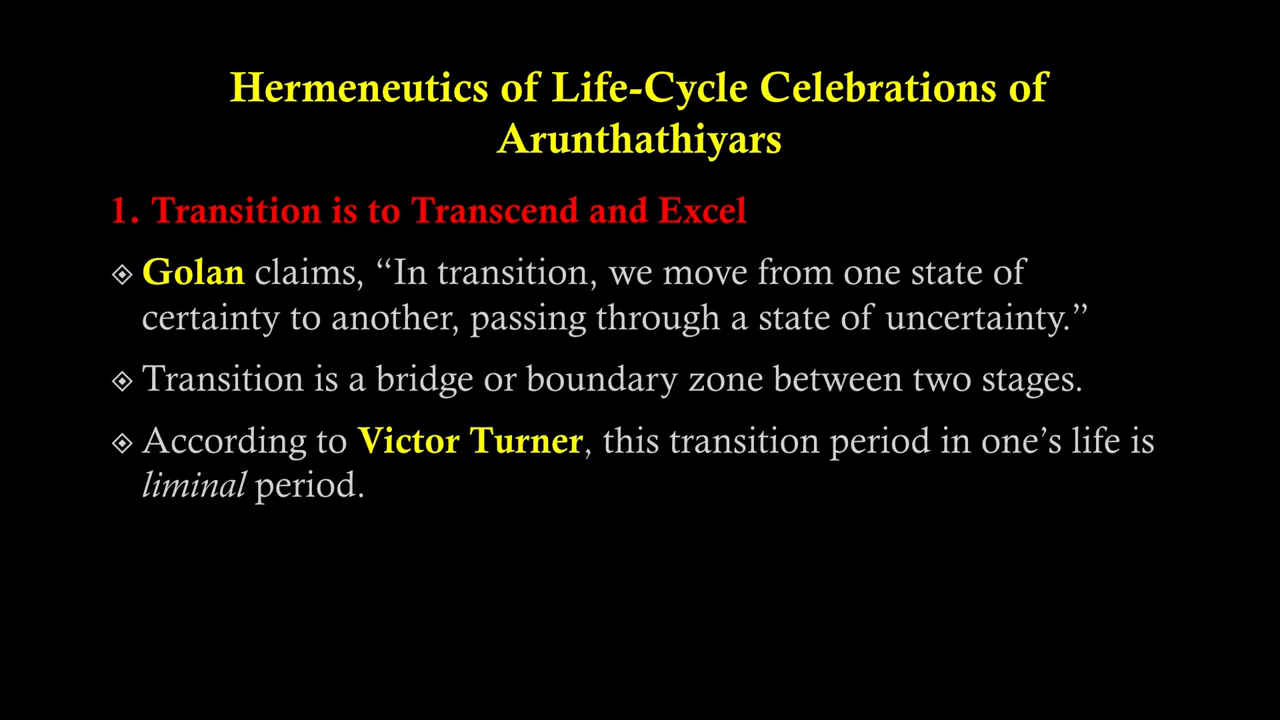 Hermeneutics of Life-Cycle Celebrations of
Arunthathiyars
1. Transition is to Transcend and Excel
Golan claims, “In transition, we move from one state of
certainty to another, passing through a state of uncertainty.”
Transition is a bridge or boundary zone between two stages.
According to Victor Turner, this transition period in one’s life is
liminal period.